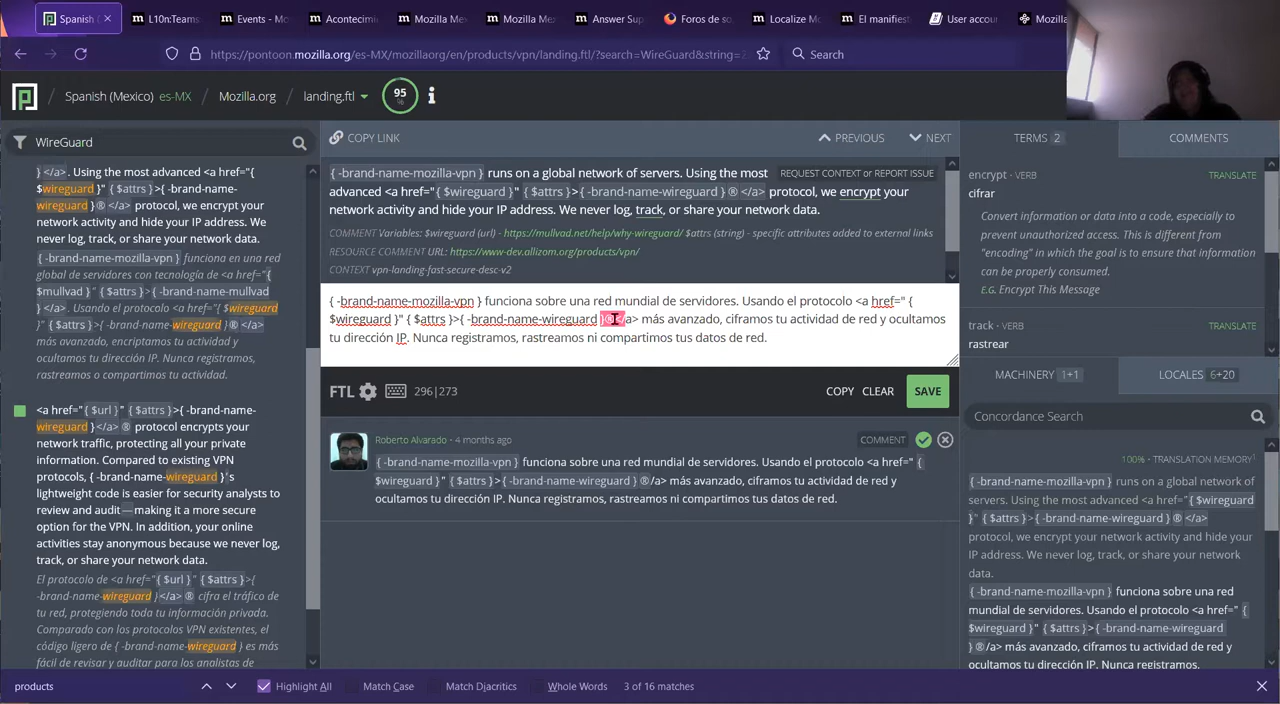 Spanish (
L10n:Teams:
Events - Mo
Acontecimi
Mozilla Mex
Mozilla Mex
Answer Sup
Foros de so
Localize Mo
El manifiest
User accou
Mozilla
https://pontoon.mozilla.org/es-MX/mozillaorg/en/products/vpn/landing.ftl/?search=WireGuard&string=2
Search
Spanish (Mexico) es-MX / Mozilla.org / landing.ftl
95 %
WireGuard
COPY LINK
PREVIOUS
NEXT
TERMS 2
COMMENTS
} </a>. Using the most advanced <a href="{
$wireguard }" { $attrs }>{ -brand-name-
wireguard }® </a> protocol, we encrypt your
network activity and hide your IP address. We
never log, track, or share your network data.
{ -brand-name-mozilla-vpn } funciona en una red
global de servidores con tecnología de <a href="{
$mullvad }" { $attrs }>{ -brand-name-mullvad
}</a>. Usando el protocolo <a href="{ $wireguard
}" { $attrs }>{ -brand-name-wireguard }® </a>
más avanzado, encriptamos tu actividad de red y
ocultamos tu dirección IP. Nunca registramos,
rastreamos o compartimos tu actividad.
<a href="{ $url }" { $attrs }>{ -brand-name-
wireguard }</a> ® protocol encrypts your
network traffic, protecting all your private
information. Compared to existing VPN
protocols, { -brand-name-wireguard }'s
lightweight code is easier for security analysts to
review and audit—making it a more secure
option for the VPN. In addition, your online
activities stay anonymous because we never log,
track, or share your network data.
El protocolo de <a href="{ $url }" { $attrs }>{
-brand-name-wireguard }</a> ® cifra el tráfico de
tu red, protegiendo toda tu información privada.
Comparado con los protocolos VPN existentes, el
código ligero de { -brand-name-wireguard } es más
fácil de revisar y auditar para los analistas de
{ -brand-name-mozilla-vpn } runs on a global network of servers. Using the most
REQUEST CONTEXT or REPORT ISSUE
advanced <a href="{ $wireguard }" { $attrs }>{ -brand-name-wireguard }® </a> protocol, we encrypt your
network activity and hide your IP address. We never log, track, or share your network data.
COMMENT Variables: $wireguard (url) - https://mullvad.net/help/why-wireguard/ $attrs (string) - specific attributes added to external links
RESOURCE COMMENT URL: https://www-dev.allizom.org/products/vpn/
CONTEXT vpn-landing-fast-secure-desc-v2
{ -brand-name-mozilla-vpn } funciona sobre una red mundial de servidores. Usando el protocolo <a href=" {
$wireguard }" { $attrs }>{ -brand-name-wireguard }®</a> más avanzado, ciframos tu actividad de red y ocultamos
tu dirección IP. Nunca registramos, rastreamos ni compartimos tus datos de red.
FTL
296|273
COPY
CLEAR
SAVE
Roberto Alvarado - 4 months ago
COMMENT
{ -brand-name-mozilla-vpn } funciona sobre una red mundial de servidores. Usando el protocolo <a href=" {
$wireguard }" { $attrs }>{ -brand-name-wireguard }®/a> más avanzado, ciframos tu actividad de red y
ocultamos tu dirección IP. Nunca registramos, rastreamos ni compartimos tus datos de red.
encrypt · VERB
TRANSLATE
cifrar
Convert information or data into a code, especially to
prevent unauthorized access. This is different from
"encoding" in which the goal is to ensure information
can be properly consumed.
E.G. Encrypt This Message
track · VERB
TRANSLATE
rastrear
MACHINERY 1+1
LOCALES 6+20
Concordance Search
100% · TRANSLATION MEMORY 1
{ -brand-name-mozilla-vpn } runs on a global network of
servers. Using the most advanced <a href="{ $wireguard
}" { $attrs }>{ -brand-name-wireguard }® </a>
protocol, we encrypt your network activity and hide your
IP address. We never log, track, or share your network
data.
{ -brand-name-mozilla-vpn } funciona sobre una red
mundial de servidores. Usando el protocolo <a href=" {
$wireguard }" { $attrs }>{ -brand-name-wireguard
}®/a> más avanzado, ciframos tu actividad de red y
ocultamos tu dirección IP. Nunca registramos,
products
Highlight All
Match Case
Match Diacritics
Whole Words
3 of 16 matches